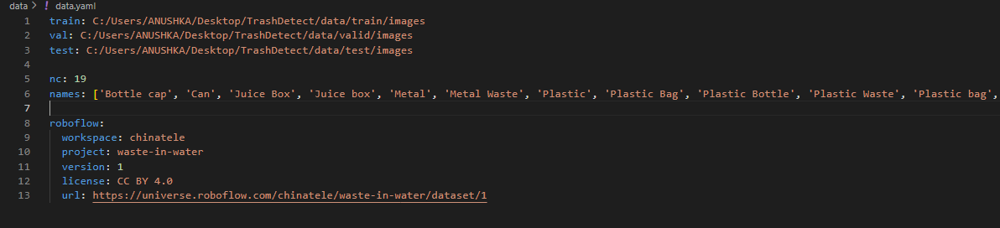 data > ! data.yaml
1 train: C:/Users/ANUSHKA/Desktop/TrashDetect/data/train/images
2 val: C:/Users/ANUSHKA/Desktop/TrashDetect/data/valid/images
3 test: C:/Users/ANUSHKA/Desktop/TrashDetect/data/test/images
4
5 nc: 19
6 names: ['Bottle cap', 'Can', 'Juice Box', 'Juice box', 'Metal', 'Metal Waste', 'Plastic', 'Plastic Bag', 'Plastic Bottle', 'Plastic Waste', 'Plastic bag',
7
8 roboflow:
9 workspace: chinatele
10 project: waste-in-water
11 version: 1
12 license: CC BY 4.0
13 url: https://universe.roboflow.com/chinatele/waste-in-water/dataset/1